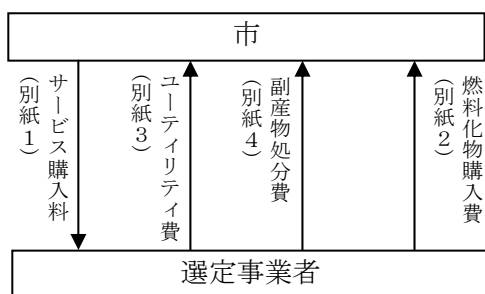 市
サービス購入料
(別紙1)
ユーティリティ費
(別紙3)
副産物処分費
(別紙4)
燃料化物購入費
(別紙2)
選定事業者